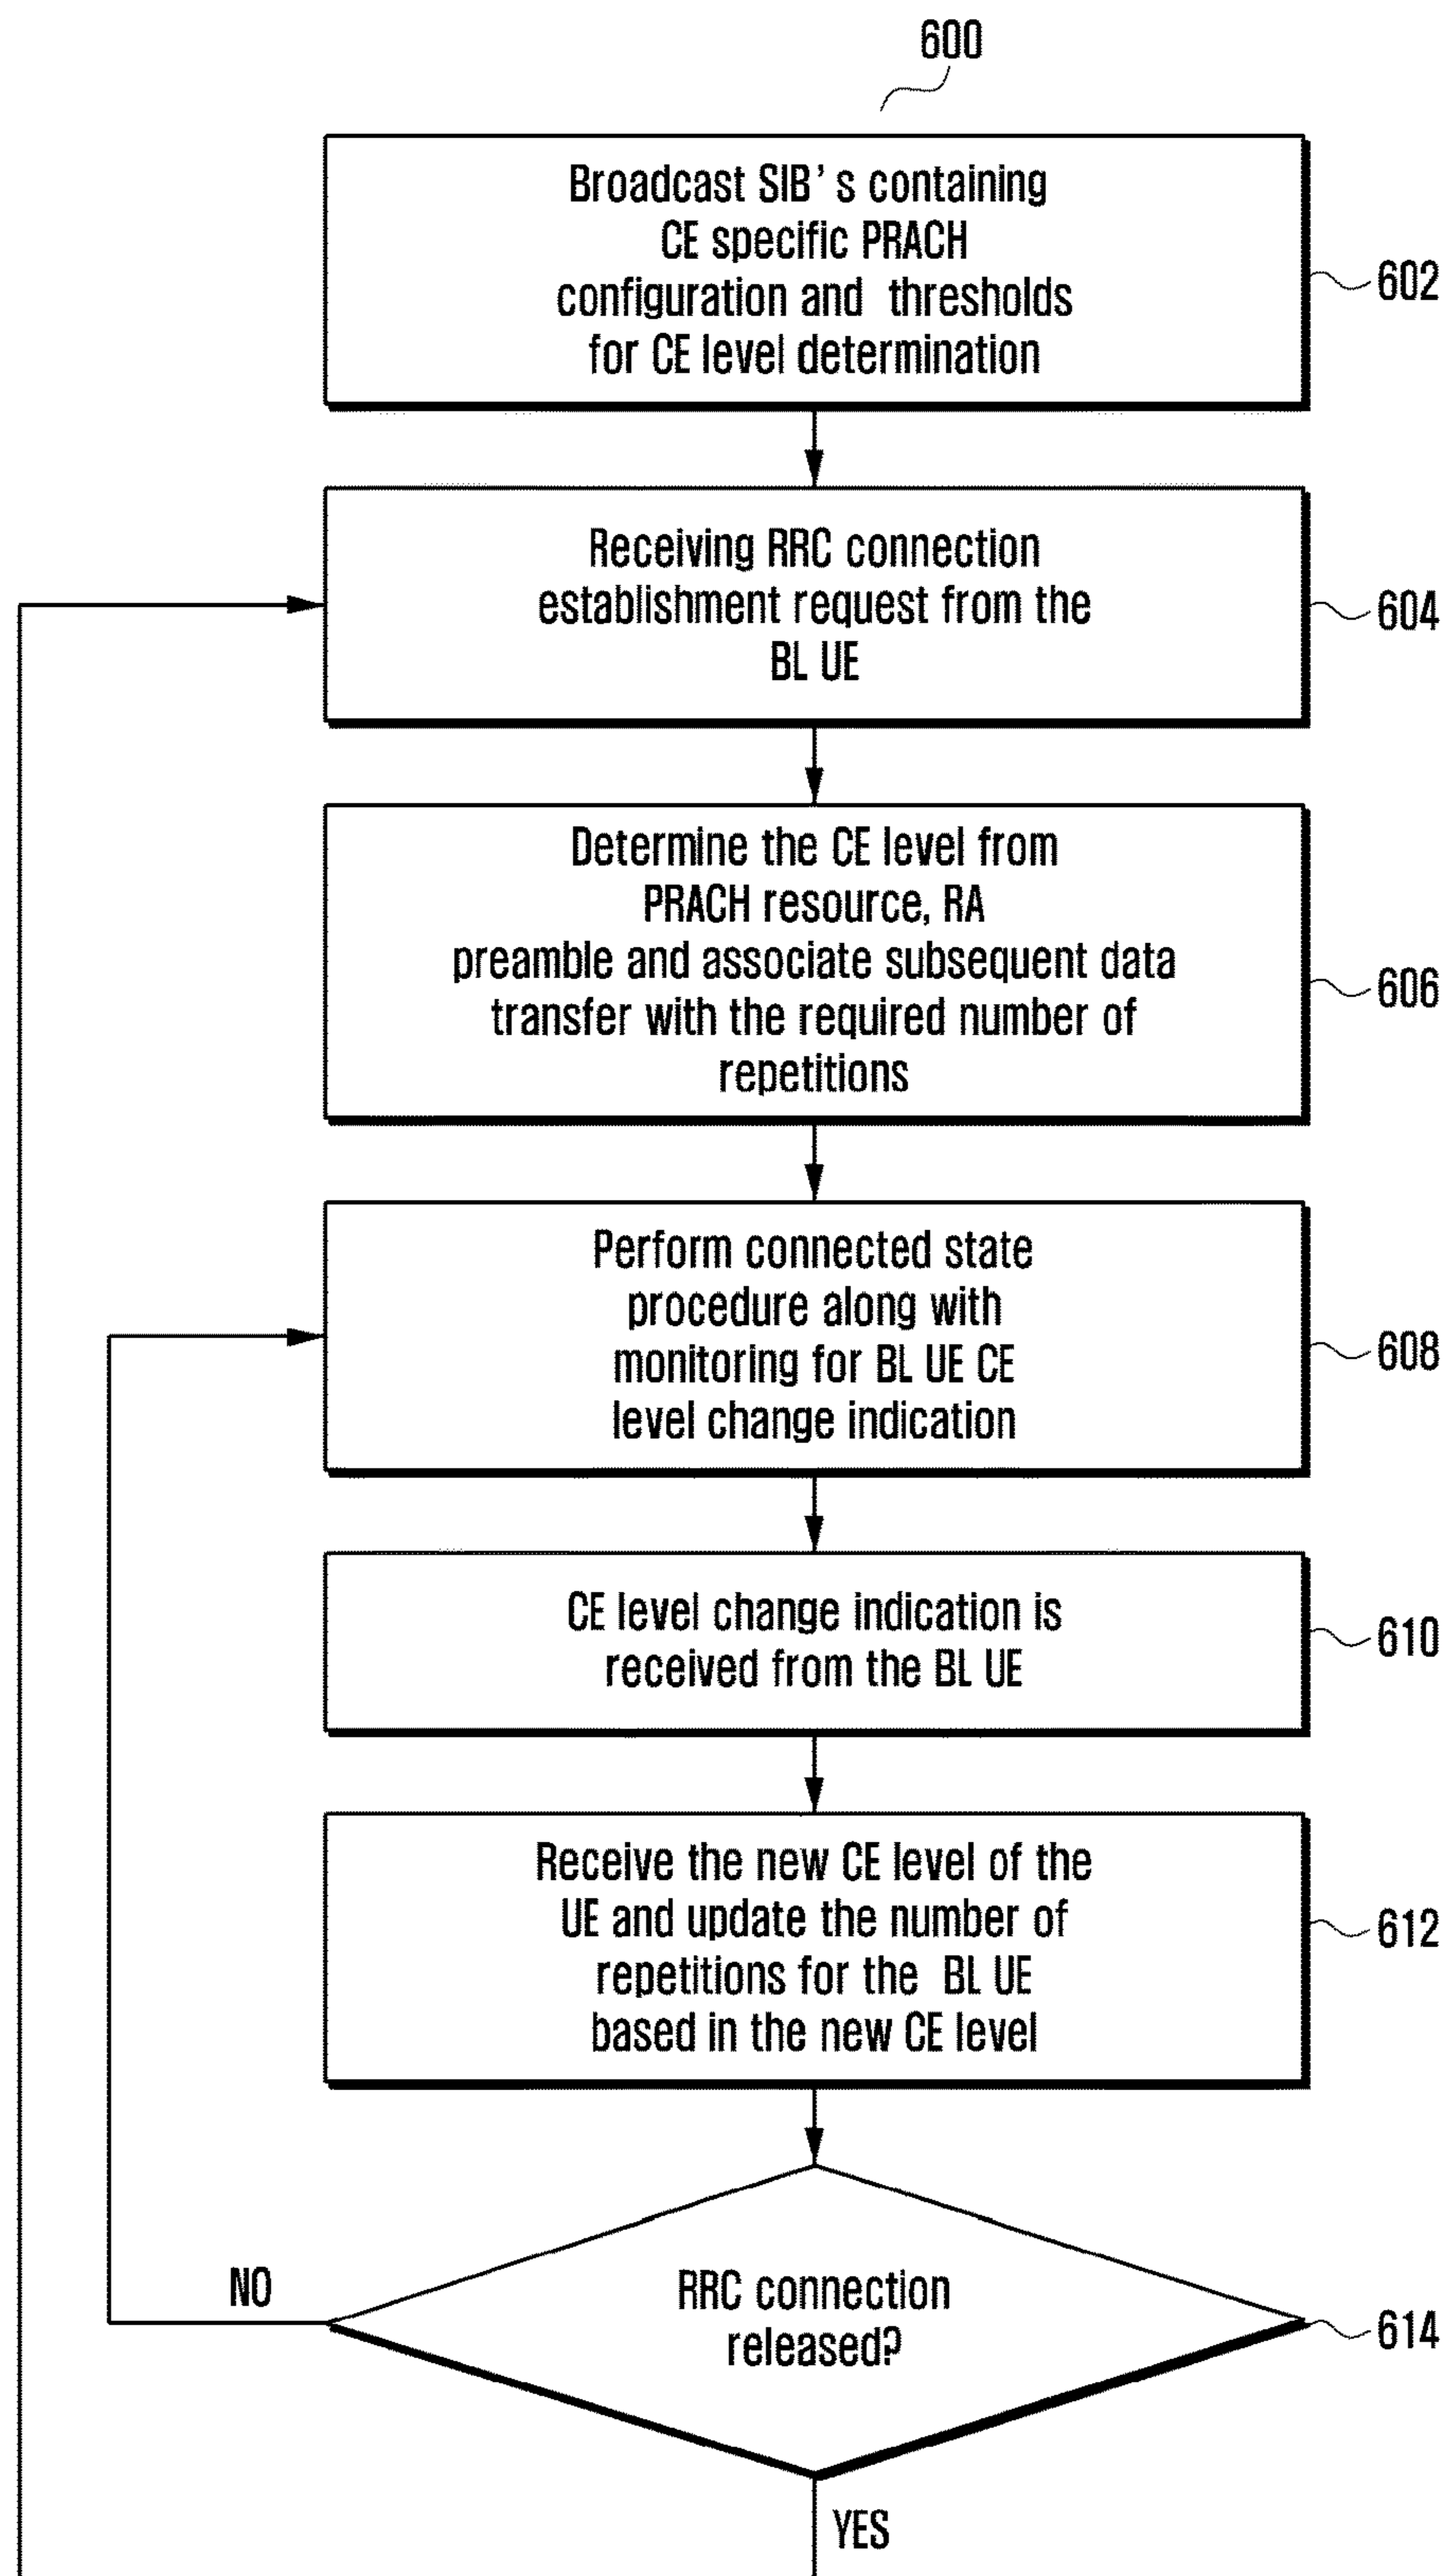 600
Broadcast SIB's containing
CE specific PRACH
configuration and thresholds
for CE level determination
602
Receiving RRC connection
establishment request from the
BL UE
604
Determine the CE level from
PRACH resource, RA
preamble and associate subsequent data
transfer with the required number of
repetitions
606
Perform connected state
procedure along with
monitoring for BL UE CE
level change indication
608
CE level change indication is
received from the BL UE
610
Receive the new CE level of the
UE and update the number of
repetitions for the BL UE
based in the new CE level
612
NO
RRC connection
released?
614
YES